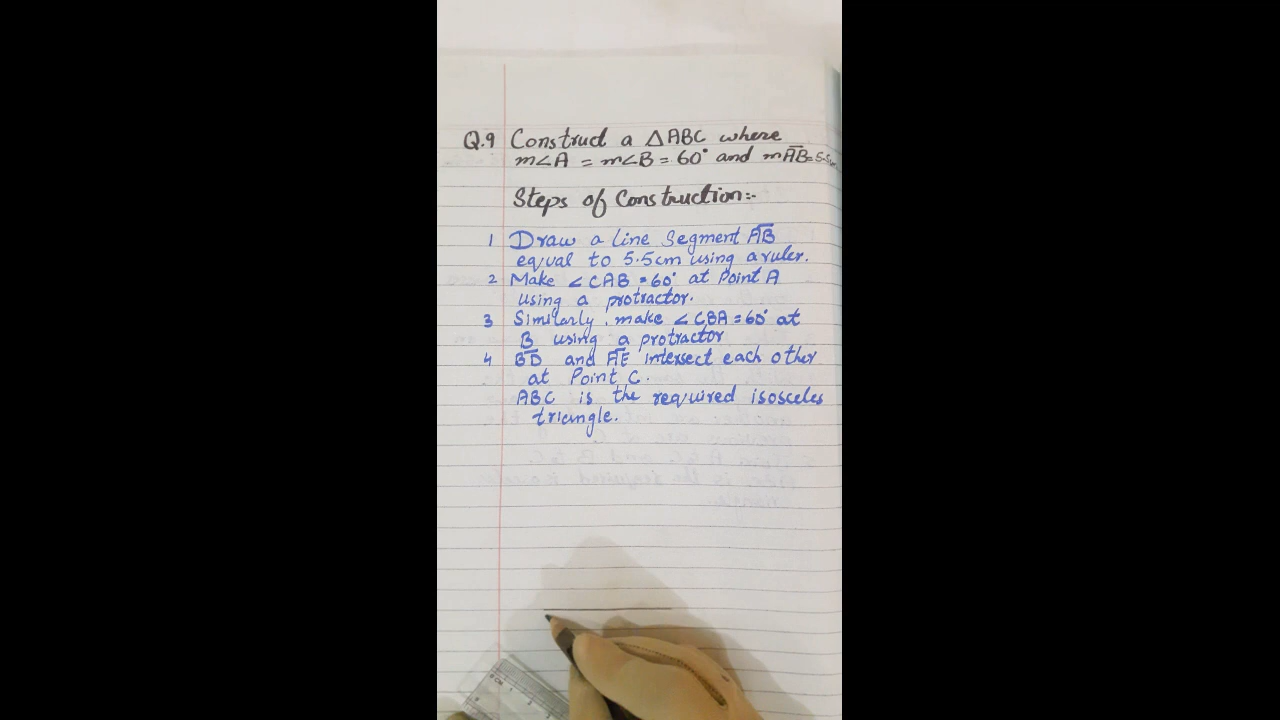 Q.9 Construct a △ABC where
m∠A = m∠B = 60° and mAB = 5.5cm
Steps of Construction:-
1 Draw a line Segment AB
equal to 5.5cm using a ruler.
2 Make ∠CAB = 60° at Point A
using a protractor.
3 Similarly, make ∠CBA = 60° at
B using a protractor
4 BD and AE intersect each other
at Point C.
ABC is the required isosceles
triangle.
CM